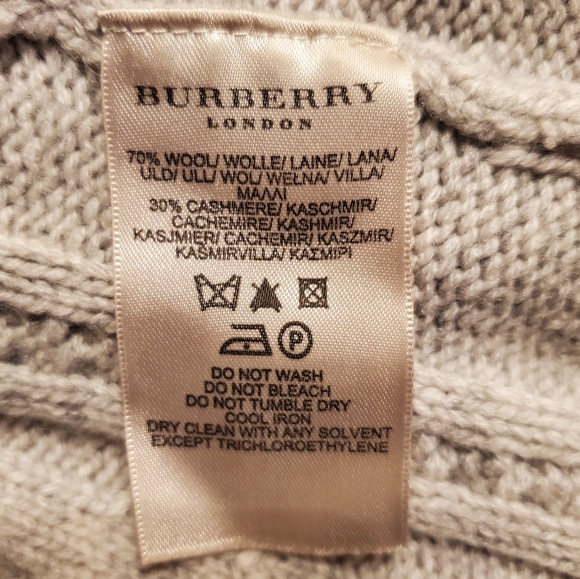 BURBERRY
LONDON
70% WOOL/ WOLLE/ LAINE/ LANA/
ULD/ ULL/ WOL/ WEŁNA/ VILLA/
ΜΑΛΛΙ
30% CASHMERE/ KASCHMIR/
CACHEMIRE/ KASHMIR/
KASJMIER/ CACHEMIR/ KASZMIR/
KASMIRVILLA/ ΚΑΣΜΙΡΙ
P
DO NOT WASH
DO NOT BLEACH
DO NOT TUMBLE DRY
COOL IRON
DRY CLEAN WITH ANY SOLVENT
EXCEPT TRICHLOROETHYLENE